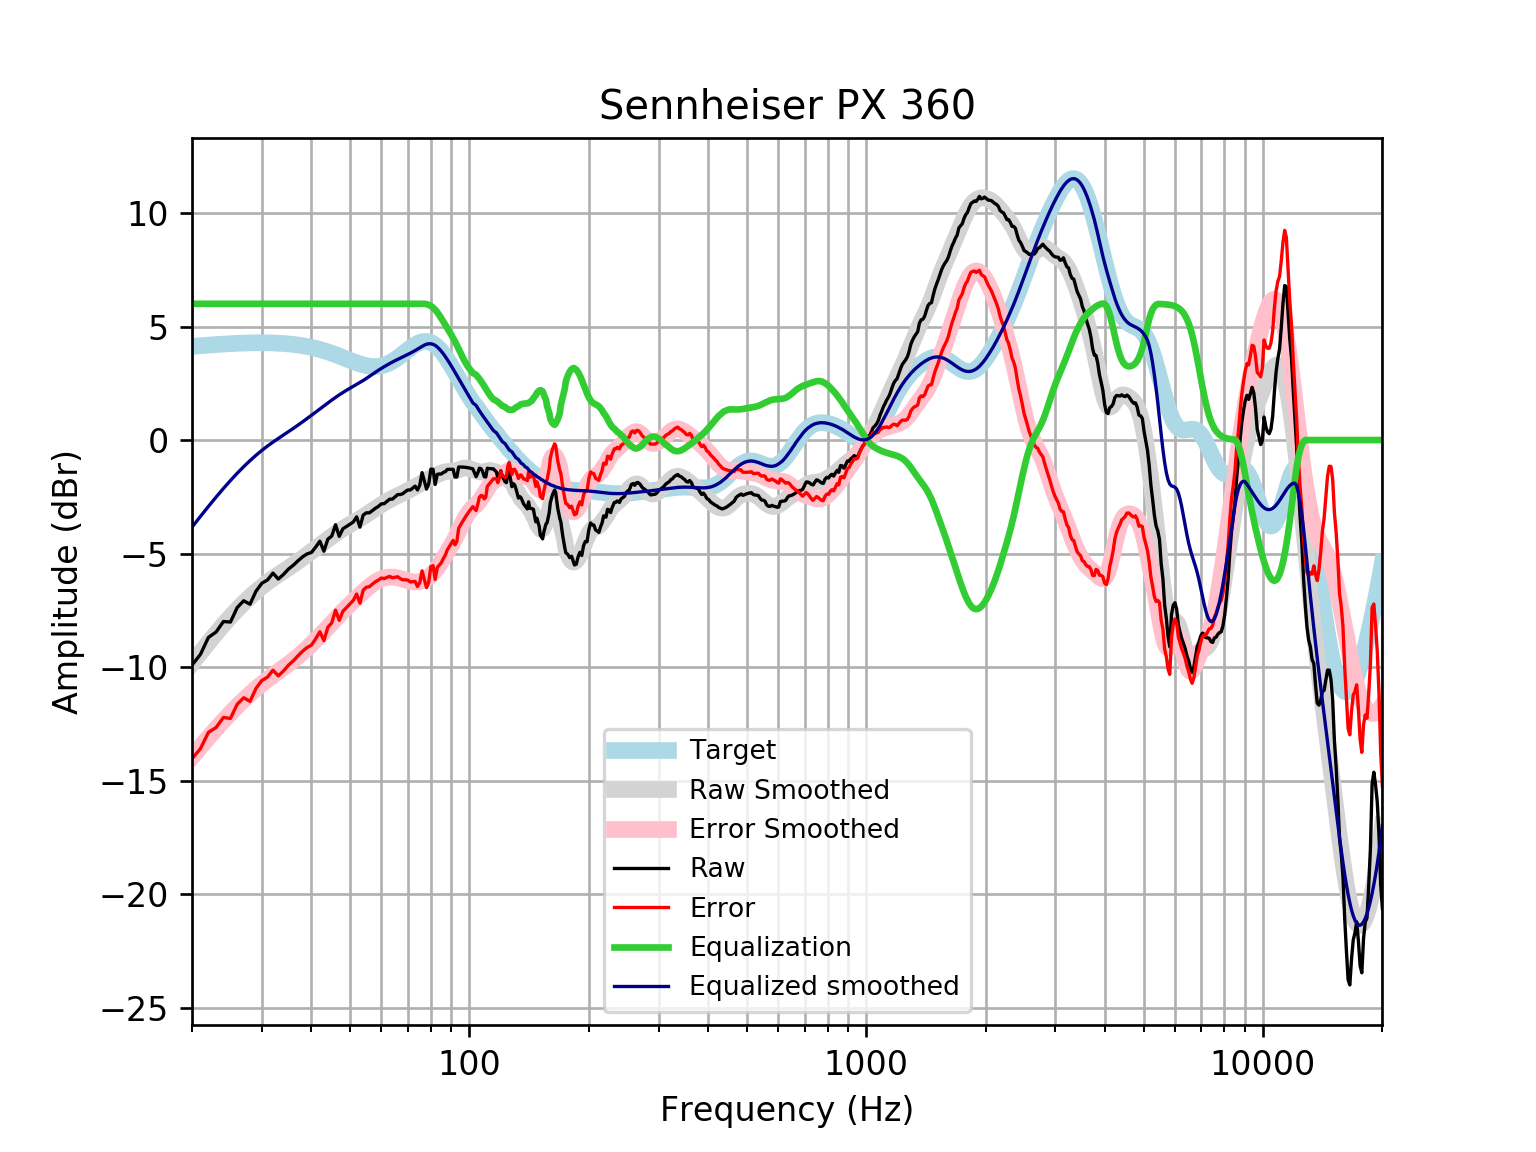 Sennheiser PX 360
Amplitude (dBr)
10
5
0
−5
−10
−15
−20
−25
Target
Raw Smoothed
Error Smoothed
Raw
Error
Equalization
Equalized smoothed
100
1000
10000
Frequency (Hz)